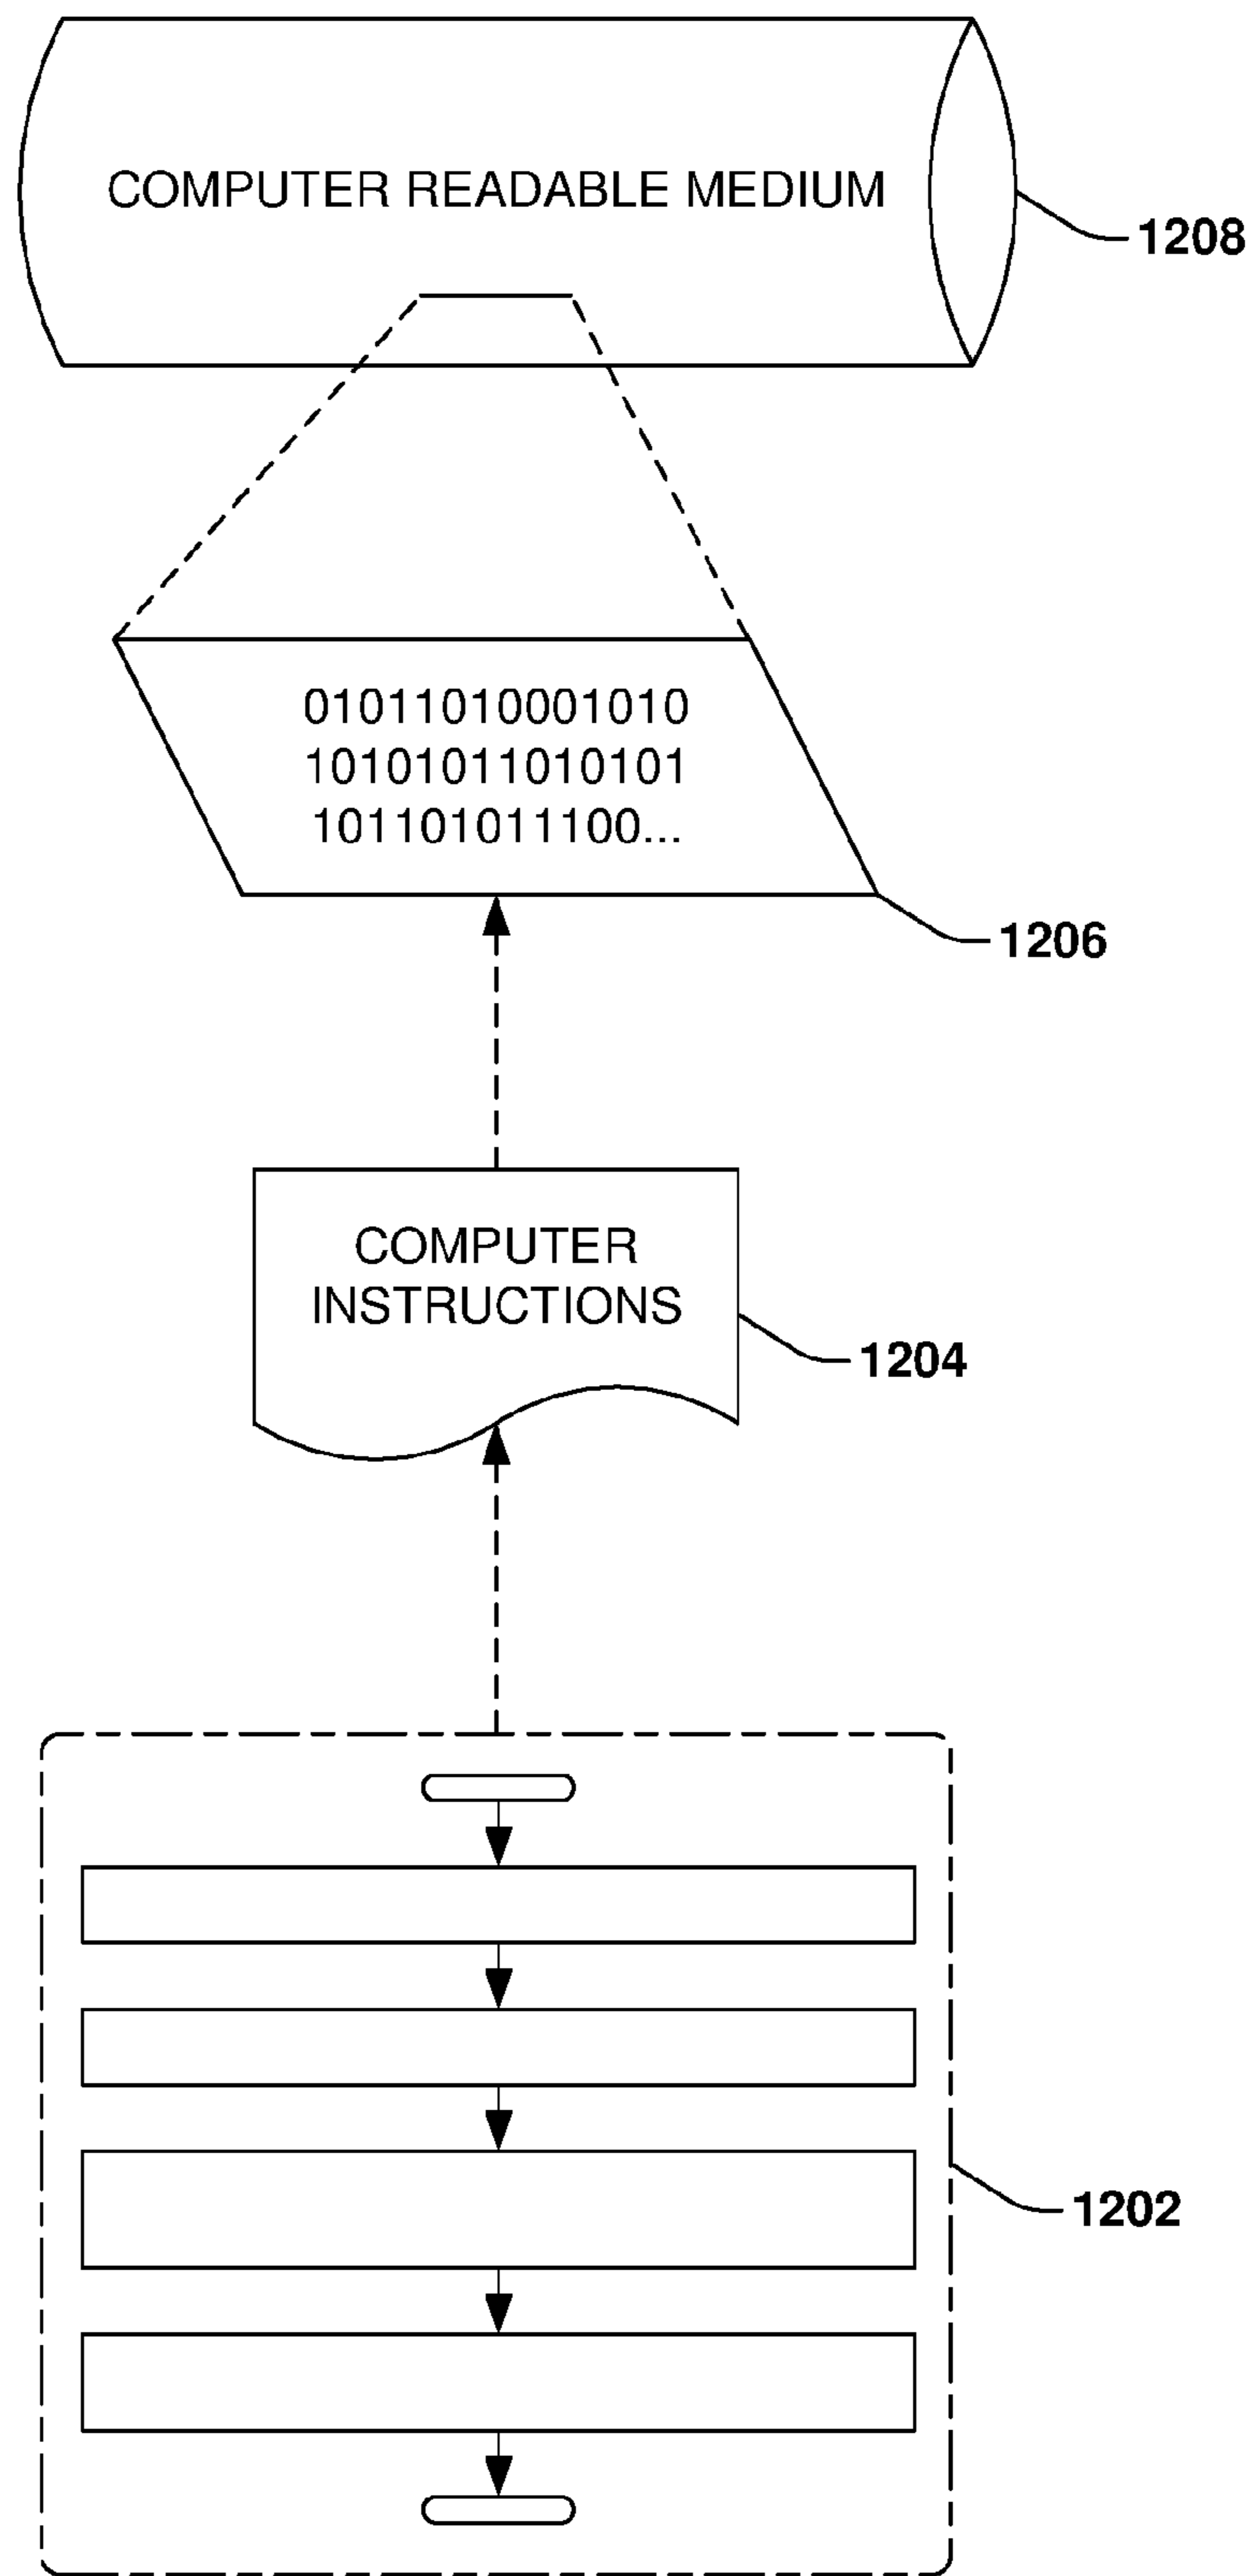 COMPUTER READABLE MEDIUM
1208
01011010001010
10101011010101
101101011100...
1206
COMPUTER
INSTRUCTIONS
1204
1202